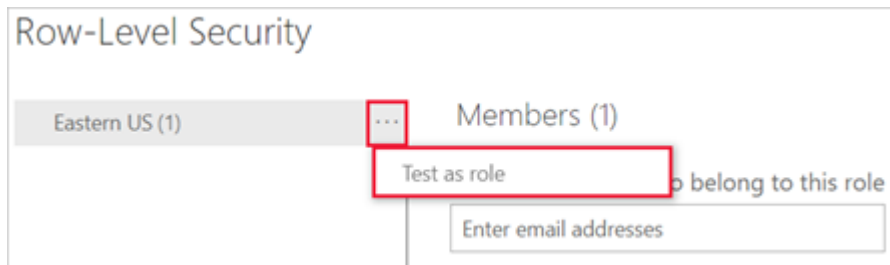 Row-Level Security
Eastern US (1)
...
Members (1)
Test as role
belong to this role
Enter email addresses